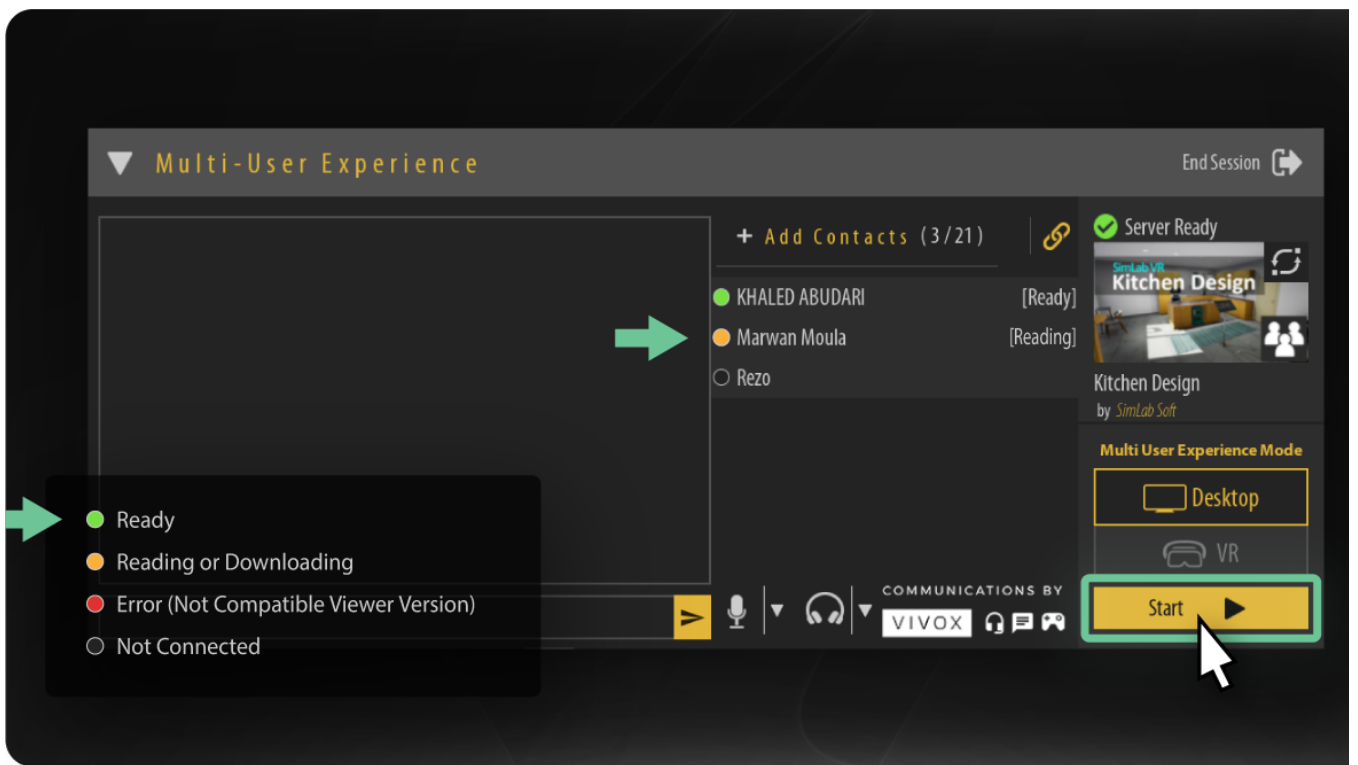 Multi-User Experience
End Session
+ Add Contacts (3/21)
KHALED ABUDARI [Ready]
Marwan Moula [Reading]
Rezo
Server Ready
SimLab VR
Kitchen Design
Kitchen Design
by SimLab Soft
Multi User Experience Mode
Desktop
VR
Start
COMMUNICATIONS BY
VIVOX
Ready
Reading or Downloading
Error (Not Compatible Viewer Version)
Not Connected